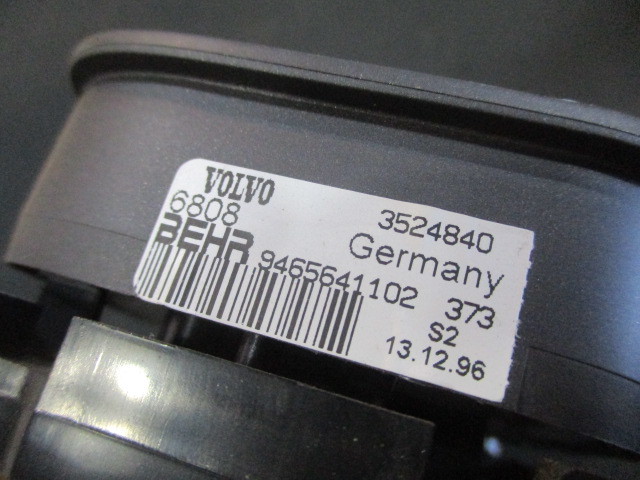 VOLVO
6808 3524840
BEHR Germany
9465641102 373
S2
13.12.96